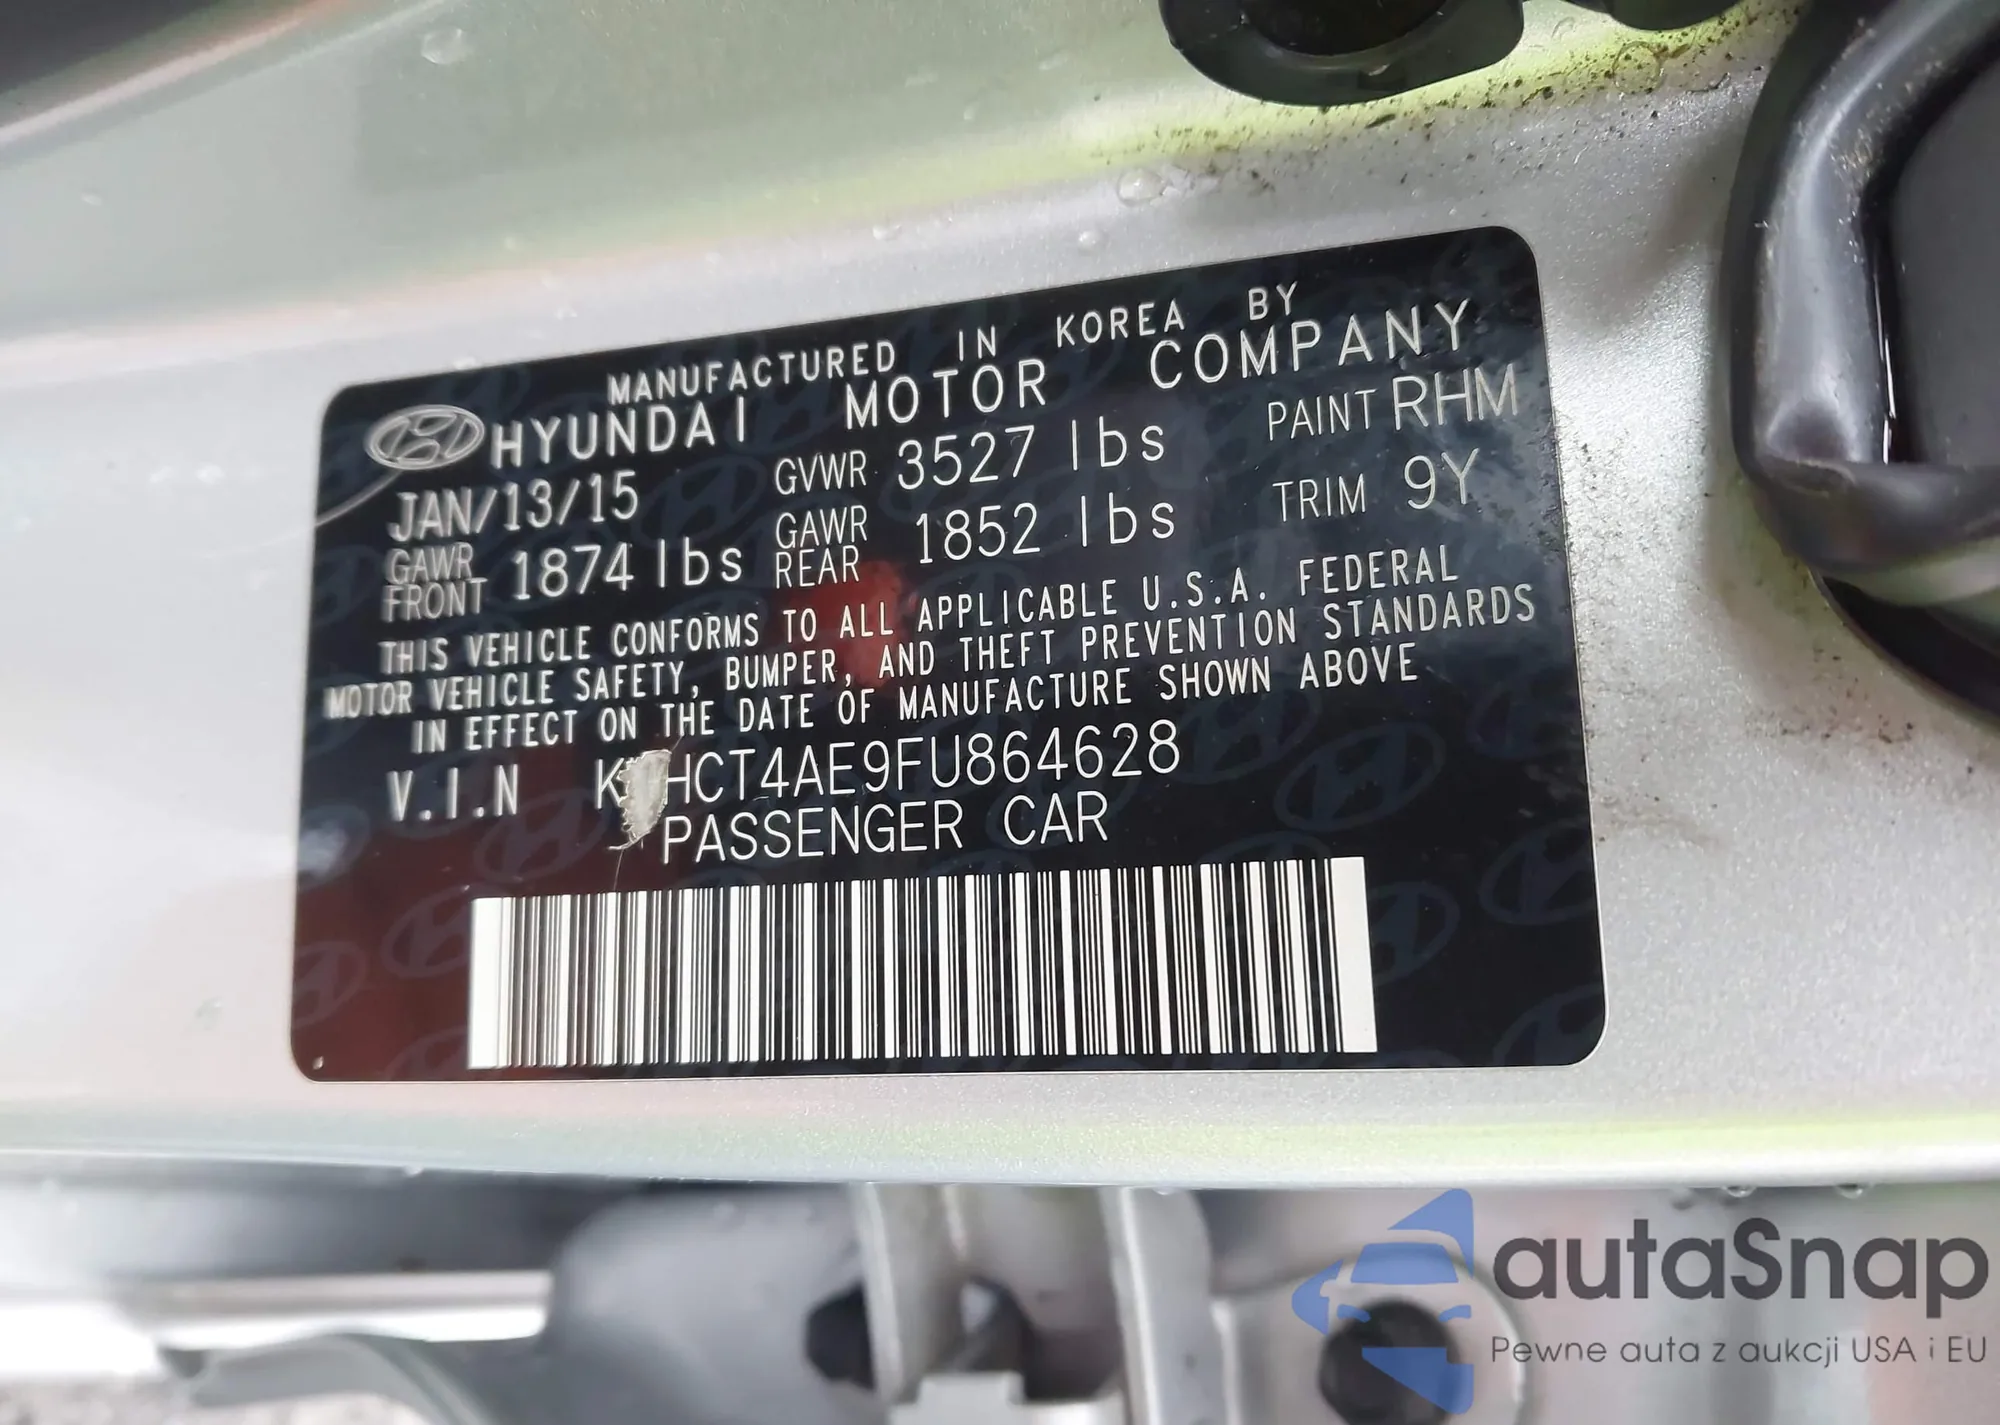 MANUFACTURED IN KOREA BY
HYUNDAI MOTOR COMPANY
JAN/13/15 GVWR 3527 lbs PAINT RHM
GAWR FRONT 1874 lbs GAWR REAR 1852 lbs TRIM 9Y
THIS VEHICLE CONFORMS TO ALL APPLICABLE U.S.A. FEDERAL
MOTOR VEHICLE SAFETY, BUMPER, AND THEFT PREVENTION STANDARDS
IN EFFECT ON THE DATE OF MANUFACTURE SHOWN ABOVE
V.I.N
PASSENGER CAR
autaSnap
Pewne auta z aukcji USA i EU